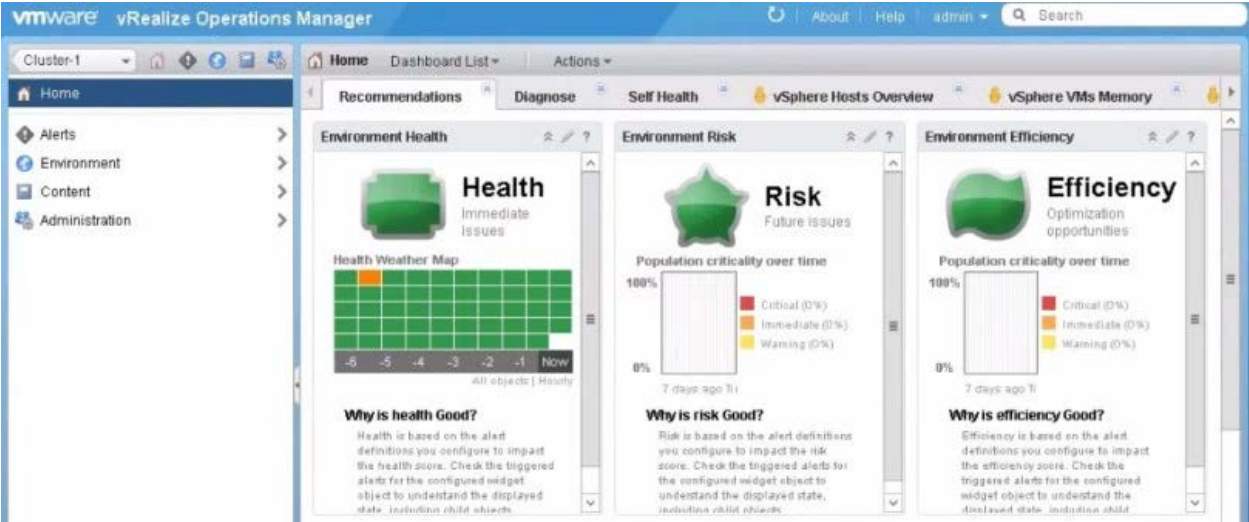 vmware vRealize Operations Manager
About Help admin Search
Cluster-1
Home Dashboard List Actions
Home
Recommendations Diagnose Self Health vSphere Hosts Overview vSphere VMs Memory
Alerts
Environment
Content
Administration
Environment Health ?
Health
Immediate
Issues
Health Weather Map
-6 -5 -4 -3 -2 -1 Now
All objects | Hourly
Why is health Good?
Health is based on the alert
definitions you configure to impact
the health score. Check the triggered
alerts for the configured widget
object to understand the displayed
state, including child objects.
Environment Risk ?
Risk
Future issues
Population criticality over time
100%
Critical (0%)
Immediate (0%)
Warning (0%)
0%
7 days ago
Why is risk Good?
Risk is based on the alert definitions
you configure to impact the risk
score. Check the triggered alerts for
the configured widget object to
understand the displayed state,
including child objects.
Environment Efficiency ?
Efficiency
Optimization
opportunities
Population criticality over time
100%
Critical (0%)
Immediate (0%)
Warning (0%)
0%
7 days ago
Why is efficiency Good?
Efficiency is based on the alert
definitions you configure to impact
the efficiency score. Check the
triggered alerts for the configured
widget object to understand the
displayed state, including child